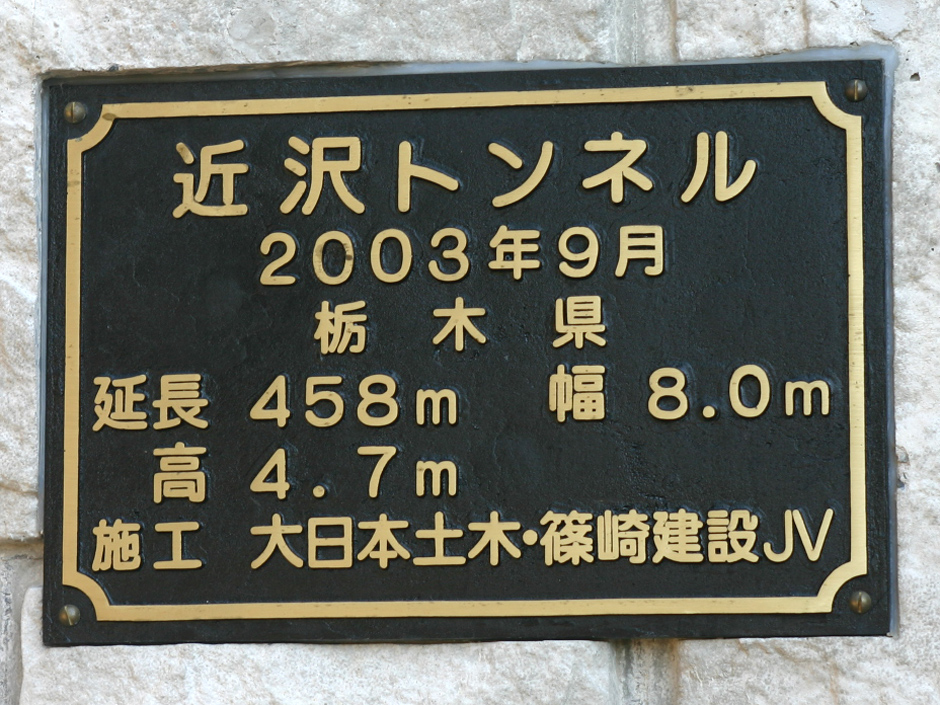 近沢トンネル
2003年9月
栃木県
延長 458m 幅 8.0m
高 4.7m
施工 大日本土木・篠崎建設JV